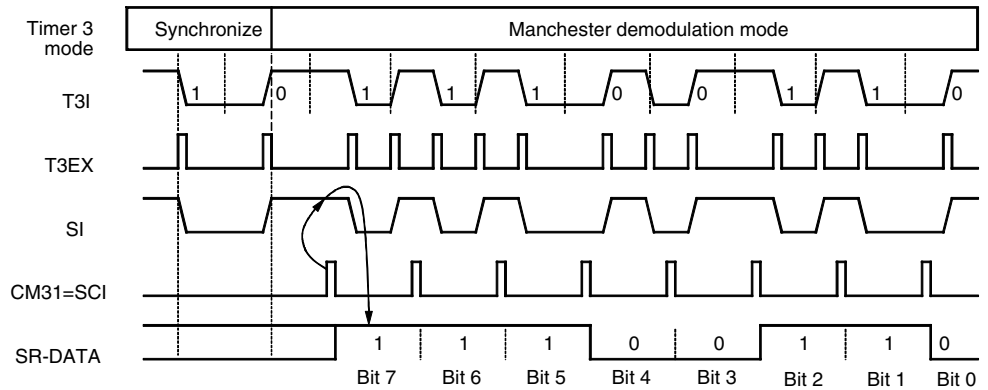 Timer 3 mode Synchronize Manchester demodulation mode
T3I 1 0 1 1 1 0 0 1 1 0
T3EX
SI
CM31=SCI
SR-DATA 1 1 1 0 0 1 1 0
Bit 7 Bit 6 Bit 5 Bit 4 Bit 3 Bit 2 Bit 1 Bit 0